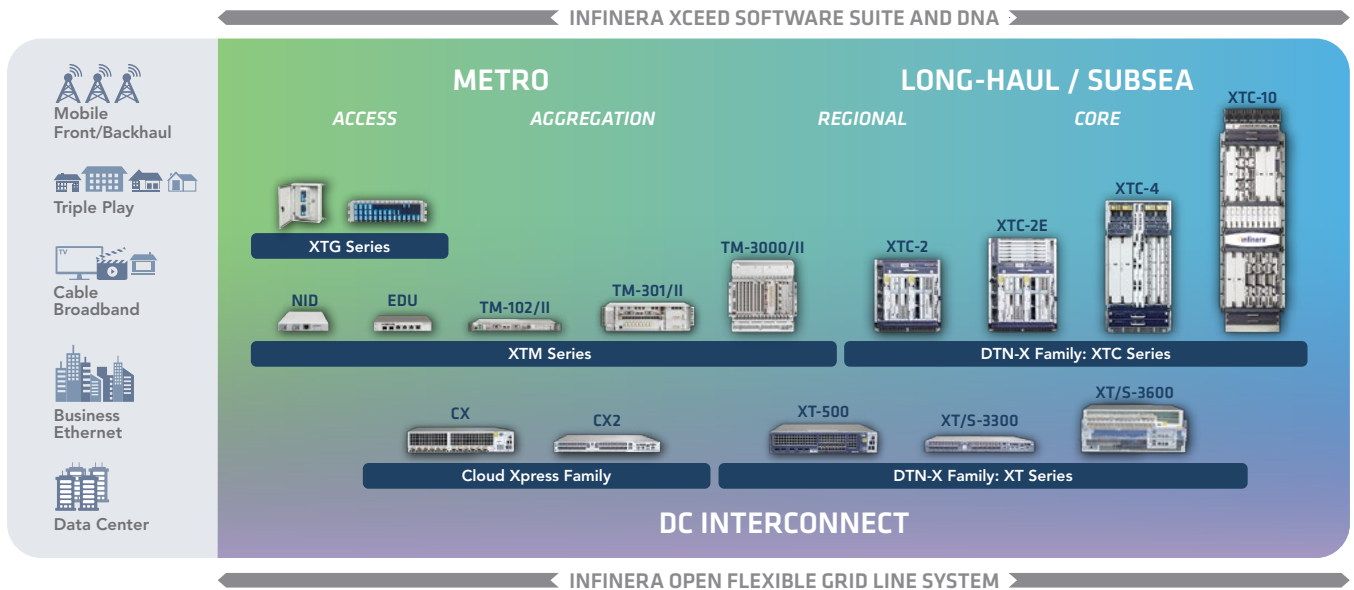 INFINERA XCEED SOFTWARE SUITE AND DNA
Mobile
Front/Backhaul
Triple Play
TV
Cable
Broadband
Business
Ethernet
Data Center
METRO
LONG-HAUL / SUBSEA
ACCESS
AGGREGATION
REGIONAL
CORE
XTC-10
XTC-4
XTC-2E
XTC-2
TM-3000/II
XTG Series
NID
EDU
TM-102/II
TM-301/II
infinera
XTM Series
DTN-X Family: XTC Series
CX
CX2
XT-500
XT/S-3300
XT/S-3600
Cloud Xpress Family
DTN-X Family: XT Series
DC INTERCONNECT
INFINERA OPEN FLEXIBLE GRID LINE SYSTEM